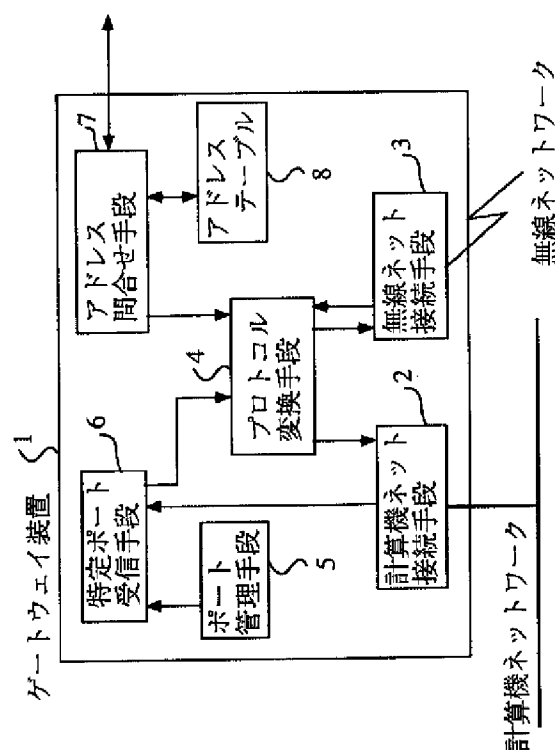 ゲートウェイ装置
1
特定ポート
受信手段
6
アドレス
問合せ手段
7
ポート
管理手段
5
プロトコル
変換手段
4
アドレス
テーブル
8
計算機ネット
接続手段
2
無線ネット
接続手段
3
計算機ネットワーク
無線ネットワーク